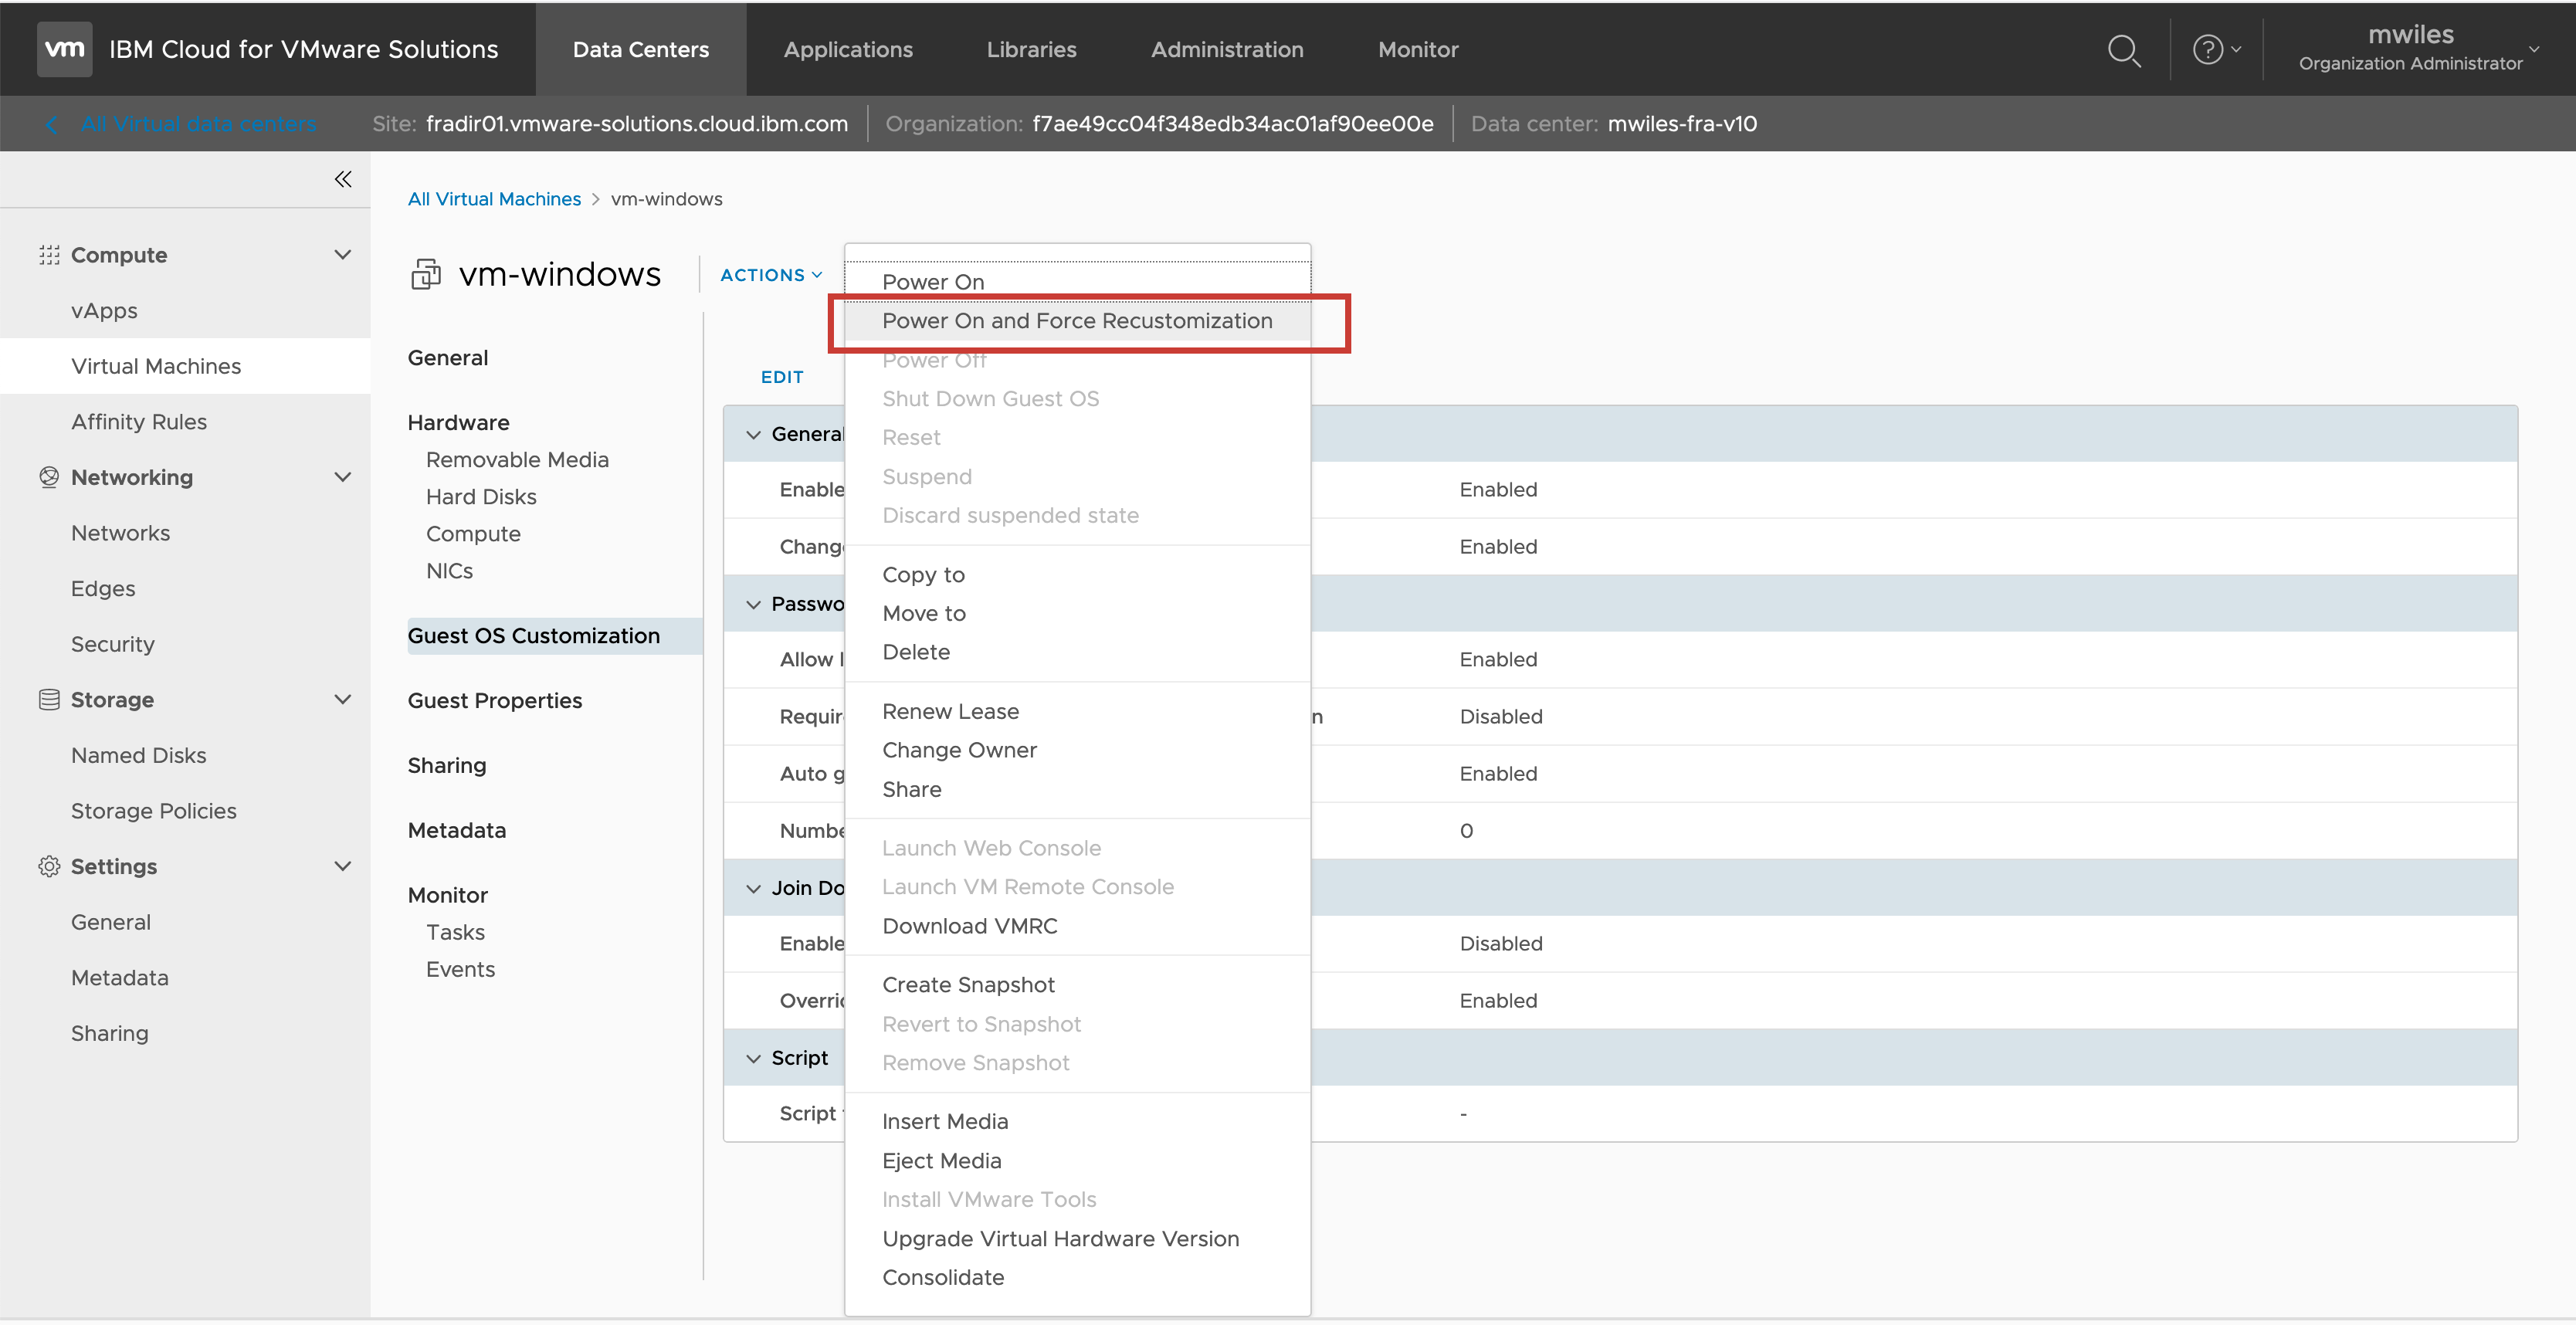 vm IBM Cloud for VMware Solutions Data Centers Applications Libraries Administration Monitor ? mwiles
Organization Administrator
All Virtual data centers Site: fradir01.vmware-solutions.cloud.ibm.com Organization: f7ae49cc04f348edb34ac01af90ee00e Data center: mwiles-fra-v10
Compute
vApps
Virtual Machines
Affinity Rules
Networking
Networks
Edges
Security
Storage
Named Disks
Storage Policies
Settings
General
Metadata
Sharing
All Virtual Machines > vm-windows
vm-windows ACTIONS
General
Hardware
Removable Media
Hard Disks
Compute
NICs
Guest OS Customization
Guest Properties
Sharing
Metadata
Monitor
Tasks
Events
Power On
Power On and Force Recustomization
Power Off
Shut Down Guest OS
Reset
Suspend
Discard suspended state
Copy to
Move to
Delete
Renew Lease
Change Owner
Share
Launch Web Console
Launch VM Remote Console
Download VMRC
Create Snapshot
Revert to Snapshot
Remove Snapshot
Insert Media
Eject Media
Install VMware Tools
Upgrade Virtual Hardware Version
Consolidate
EDIT
General
Enable Enabled
Change Enabled
Passwo
Allow Enabled
Requir n Disabled
Auto g Enabled
Numbe 0
Join Do
Enable Disabled
Overri Enabled
Script
Script -